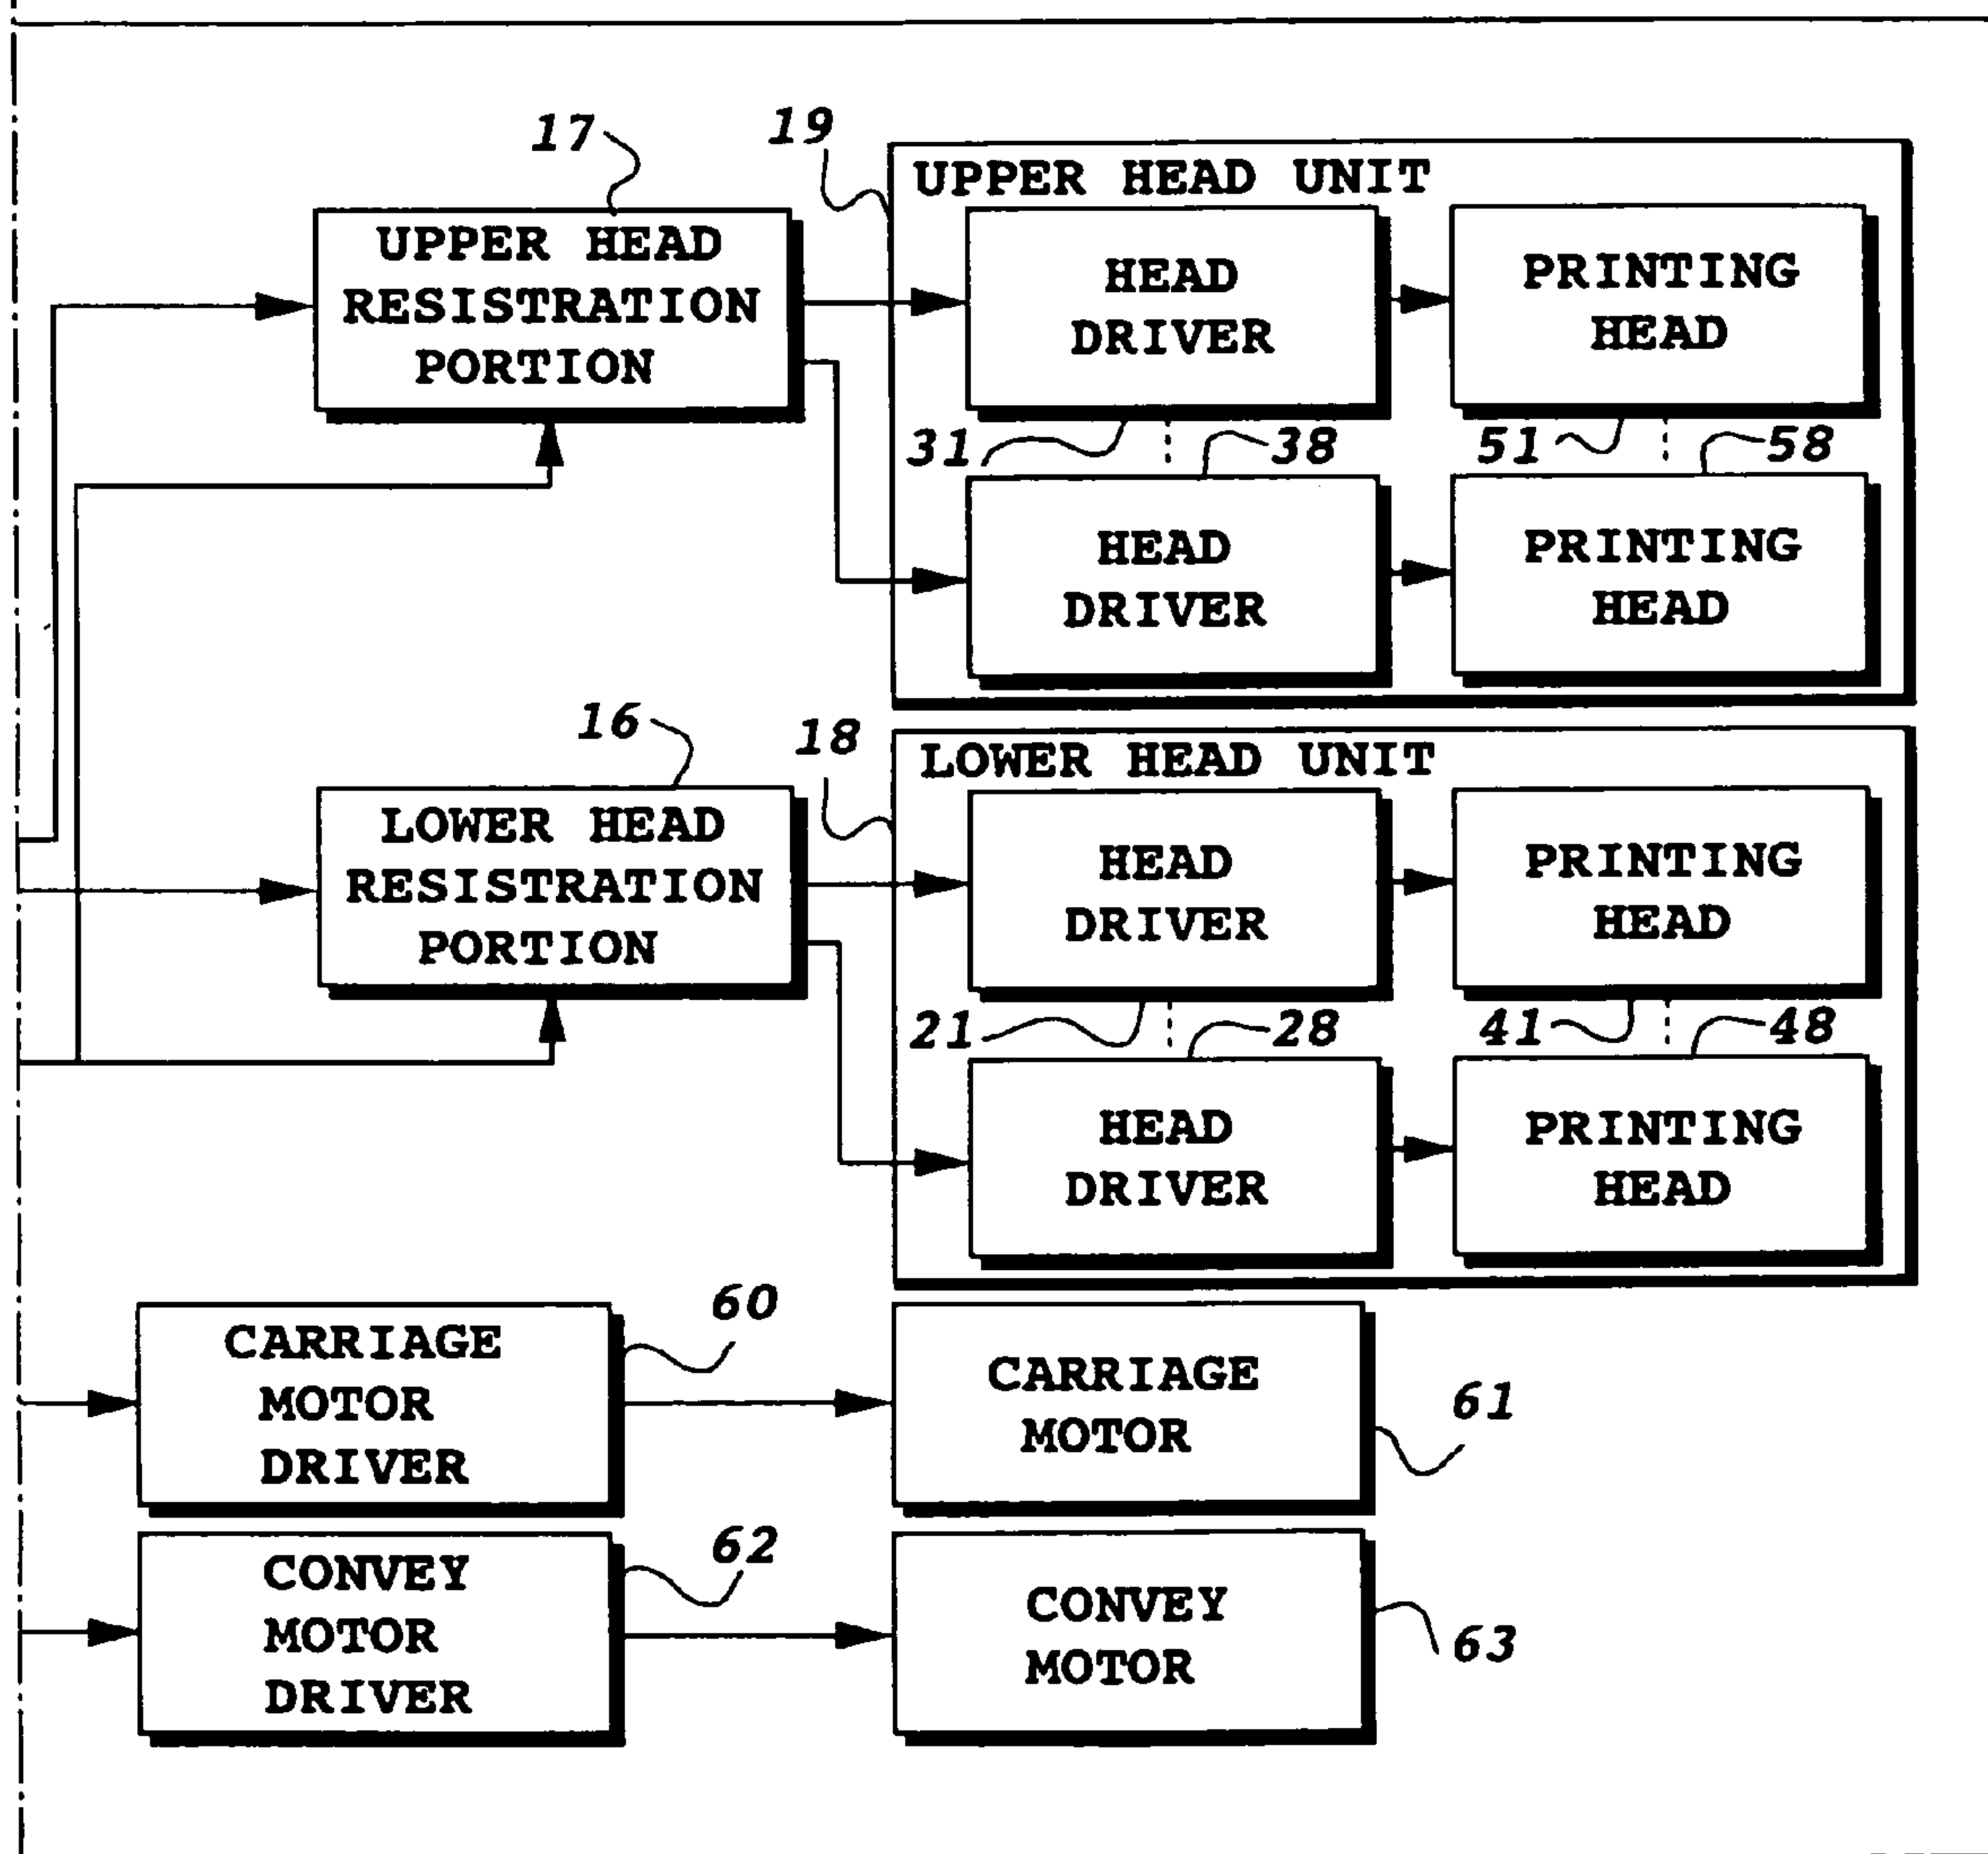 17
19
UPPER HEAD UNIT
UPPER HEAD
RESISTRATION
PORTION
HEAD
DRIVER
PRINTING
HEAD
31
38
51
58
HEAD
DRIVER
PRINTING
HEAD
16
18
LOWER HEAD UNIT
LOWER HEAD
RESISTRATION
PORTION
HEAD
DRIVER
PRINTING
HEAD
21
28
41
48
HEAD
DRIVER
PRINTING
HEAD
CARRIAGE
MOTOR
DRIVER
60
CARRIAGE
MOTOR
61
CONVEY
MOTOR
DRIVER
62
CONVEY
MOTOR
63